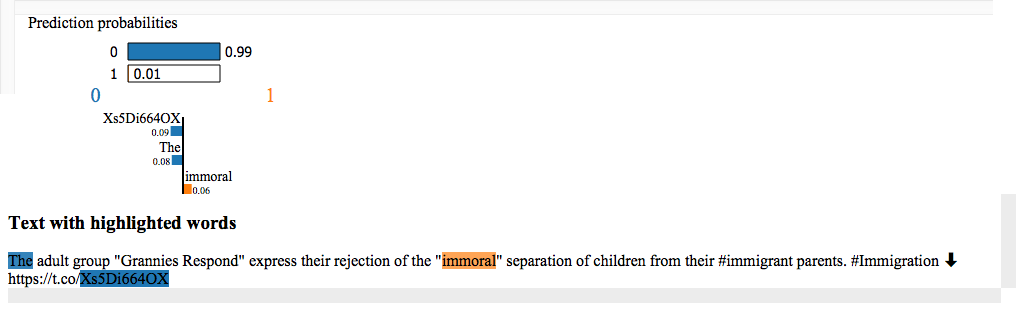 Prediction probabilities
0 0.99
1 0.01
0 1
Xs5Di664OX
0.09
The
0.08
immoral
0.06
Text with highlighted words
The adult group "Grannies Respond" express their rejection of the "immoral" separation of children from their #immigrant parents. #Immigration ⬇
https://t.co/Xs5Di664OX